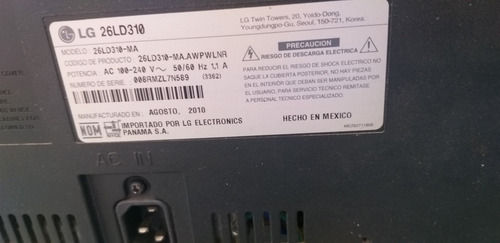 LG 26LD310
LG Twin Towers, 20, Yoido-Dong,
Youngdungpo-Gu, Seoul, 150-721, Korea.
MODELO : 26LD310-MA
CODIGO DE PRODUCTO : 26LD310-MA.AWPWLNR
POTENCIA : AC 100-240 V~ 50/60 Hz 1,1 A
NUMERO DE SERIE : 006RMZL7N589 (3362)
MANUFACTURADO EN : AGOSTO, 2010
NOM
IMPORTADO POR LG ELECTRONICS
PANAMA S.A.
PRECAUCION
RIESGO DE DESCARGA ELECTRICA
PARA REDUCIR EL RIESGO DE SHOCK ELECTRICO NO
SAQUE LA CUBIERTA POSTERIOR, NO HAY PIEZAS
EN EL INTERIOR QUE DEBAN SER MANIPULADAS POR
EL USUARIO. PARA SERVICIO TECNICO REMITASE
A PERSONAL TECNICO ESPECIALIZADO.
HECHO EN MEXICO
AC IN